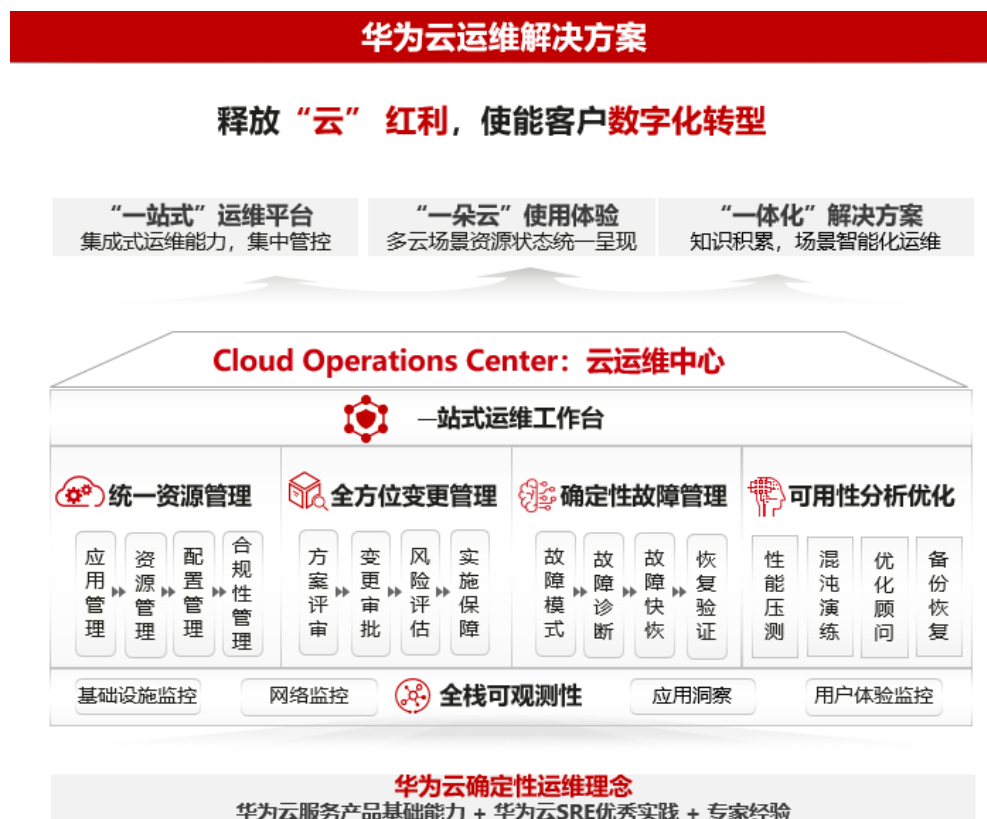 华为云运维解决方案
释放“云”红利，使能客户数字化转型
“一站式”运维平台
集成式运维能力，集中管控
“一朵云”使用体验
多云场景资源状态统一呈现
“一体化”解决方案
知识积累，场景智能化运维
Cloud Operations Center：云运维中心
一站式运维工作台
统一资源管理
应用管理
资源管理
配置管理
合规性管理
全方位变更管理
方案评审
变更审批
风险评估
实施保障
确定性故障管理
故障模式
故障诊断
故障快恢
恢复验证
可用性分析优化
性能压测
混沌演练
优化顾问
备份恢复
基础设施监控
网络监控
全栈可观测性
应用洞察
用户体验监控
华为云确定性运维理念
华为云服务产品基础能力 + 华为云SRE优秀实践 + 专家经验